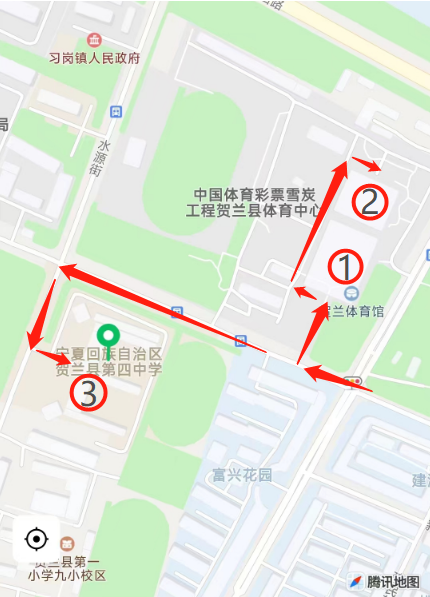 习岗镇人民政府
局
水源街
中国体育彩票雪炭
工程贺兰县体育中心
②
①
贺兰体育馆
宁夏回族自治区
贺兰县第四中学
③
富兴花园
建
贺兰县第一
小学九小校区
腾讯地图